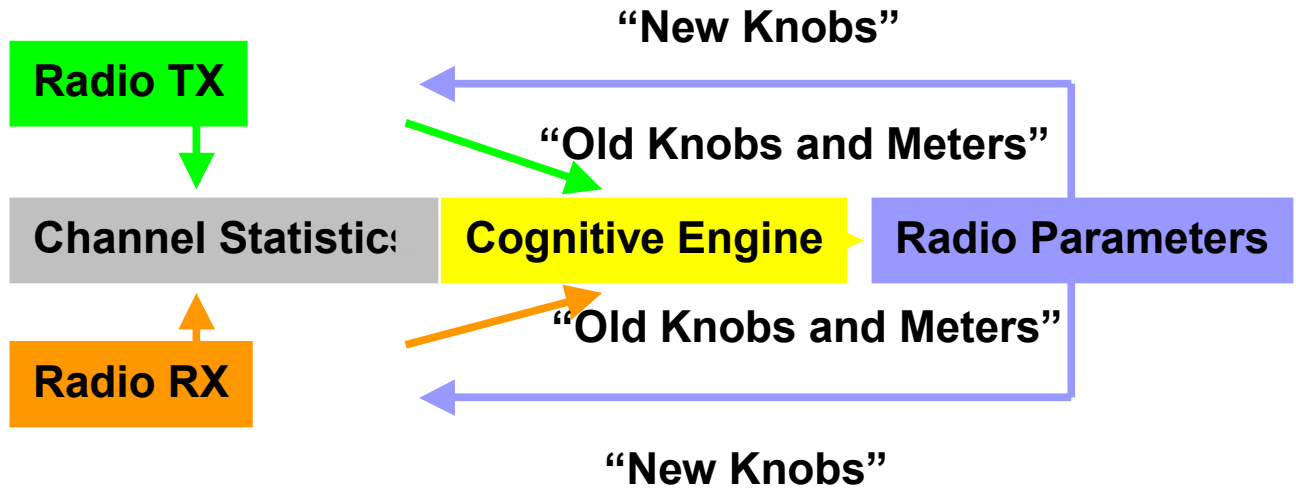 “New Knobs”
Radio TX
“Old Knobs and Meters”
Channel Statistics
Cognitive Engine
Radio Parameters
“Old Knobs and Meters”
Radio RX
“New Knobs”